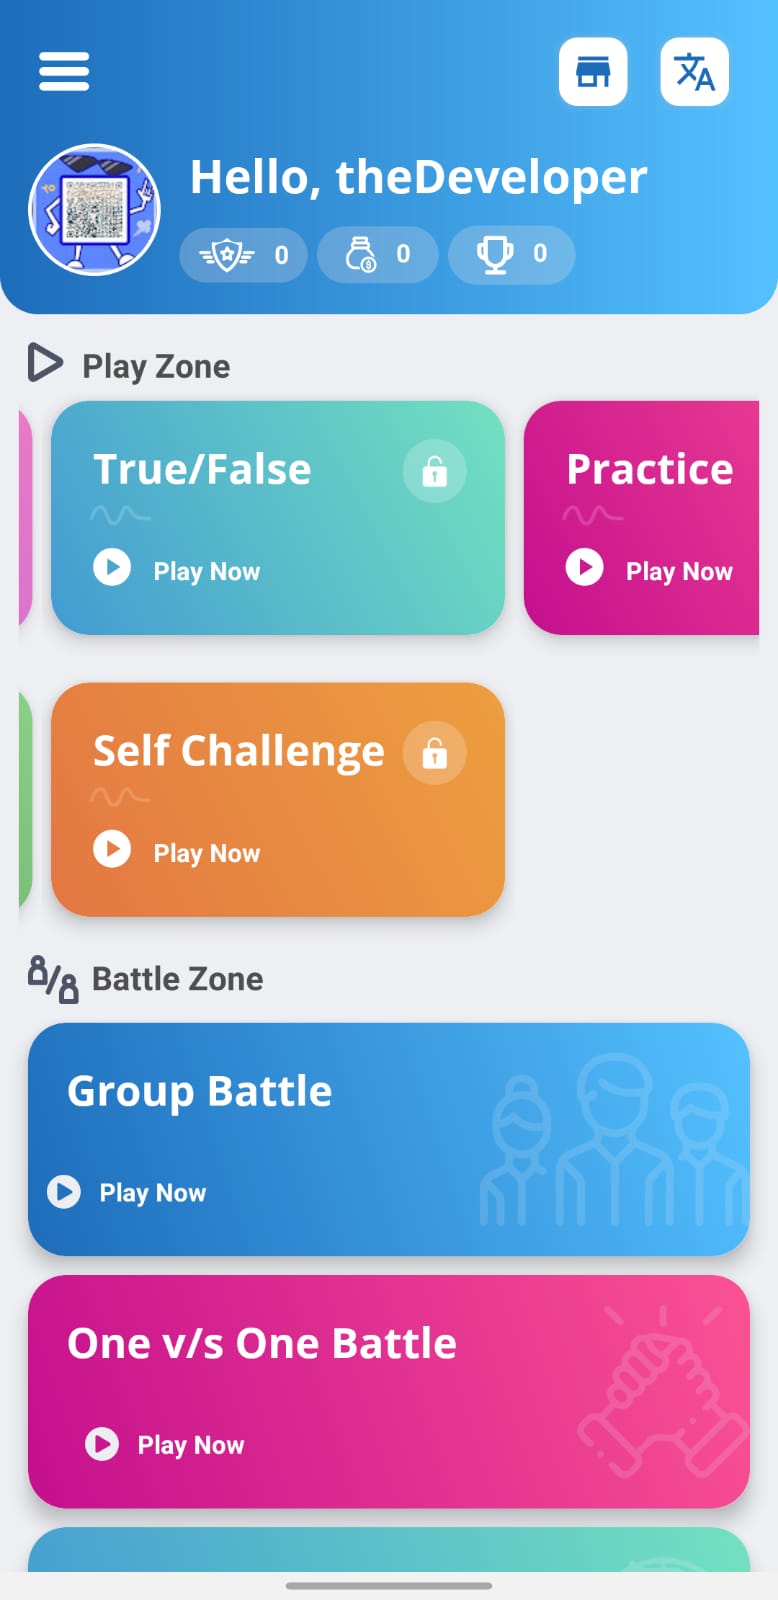 Hello, theDeveloper
0 0 0
Play Zone
True/False
Play Now
Practice
Play Now
Self Challenge
Play Now
Battle Zone
Group Battle
Play Now
One v/s One Battle
Play Now